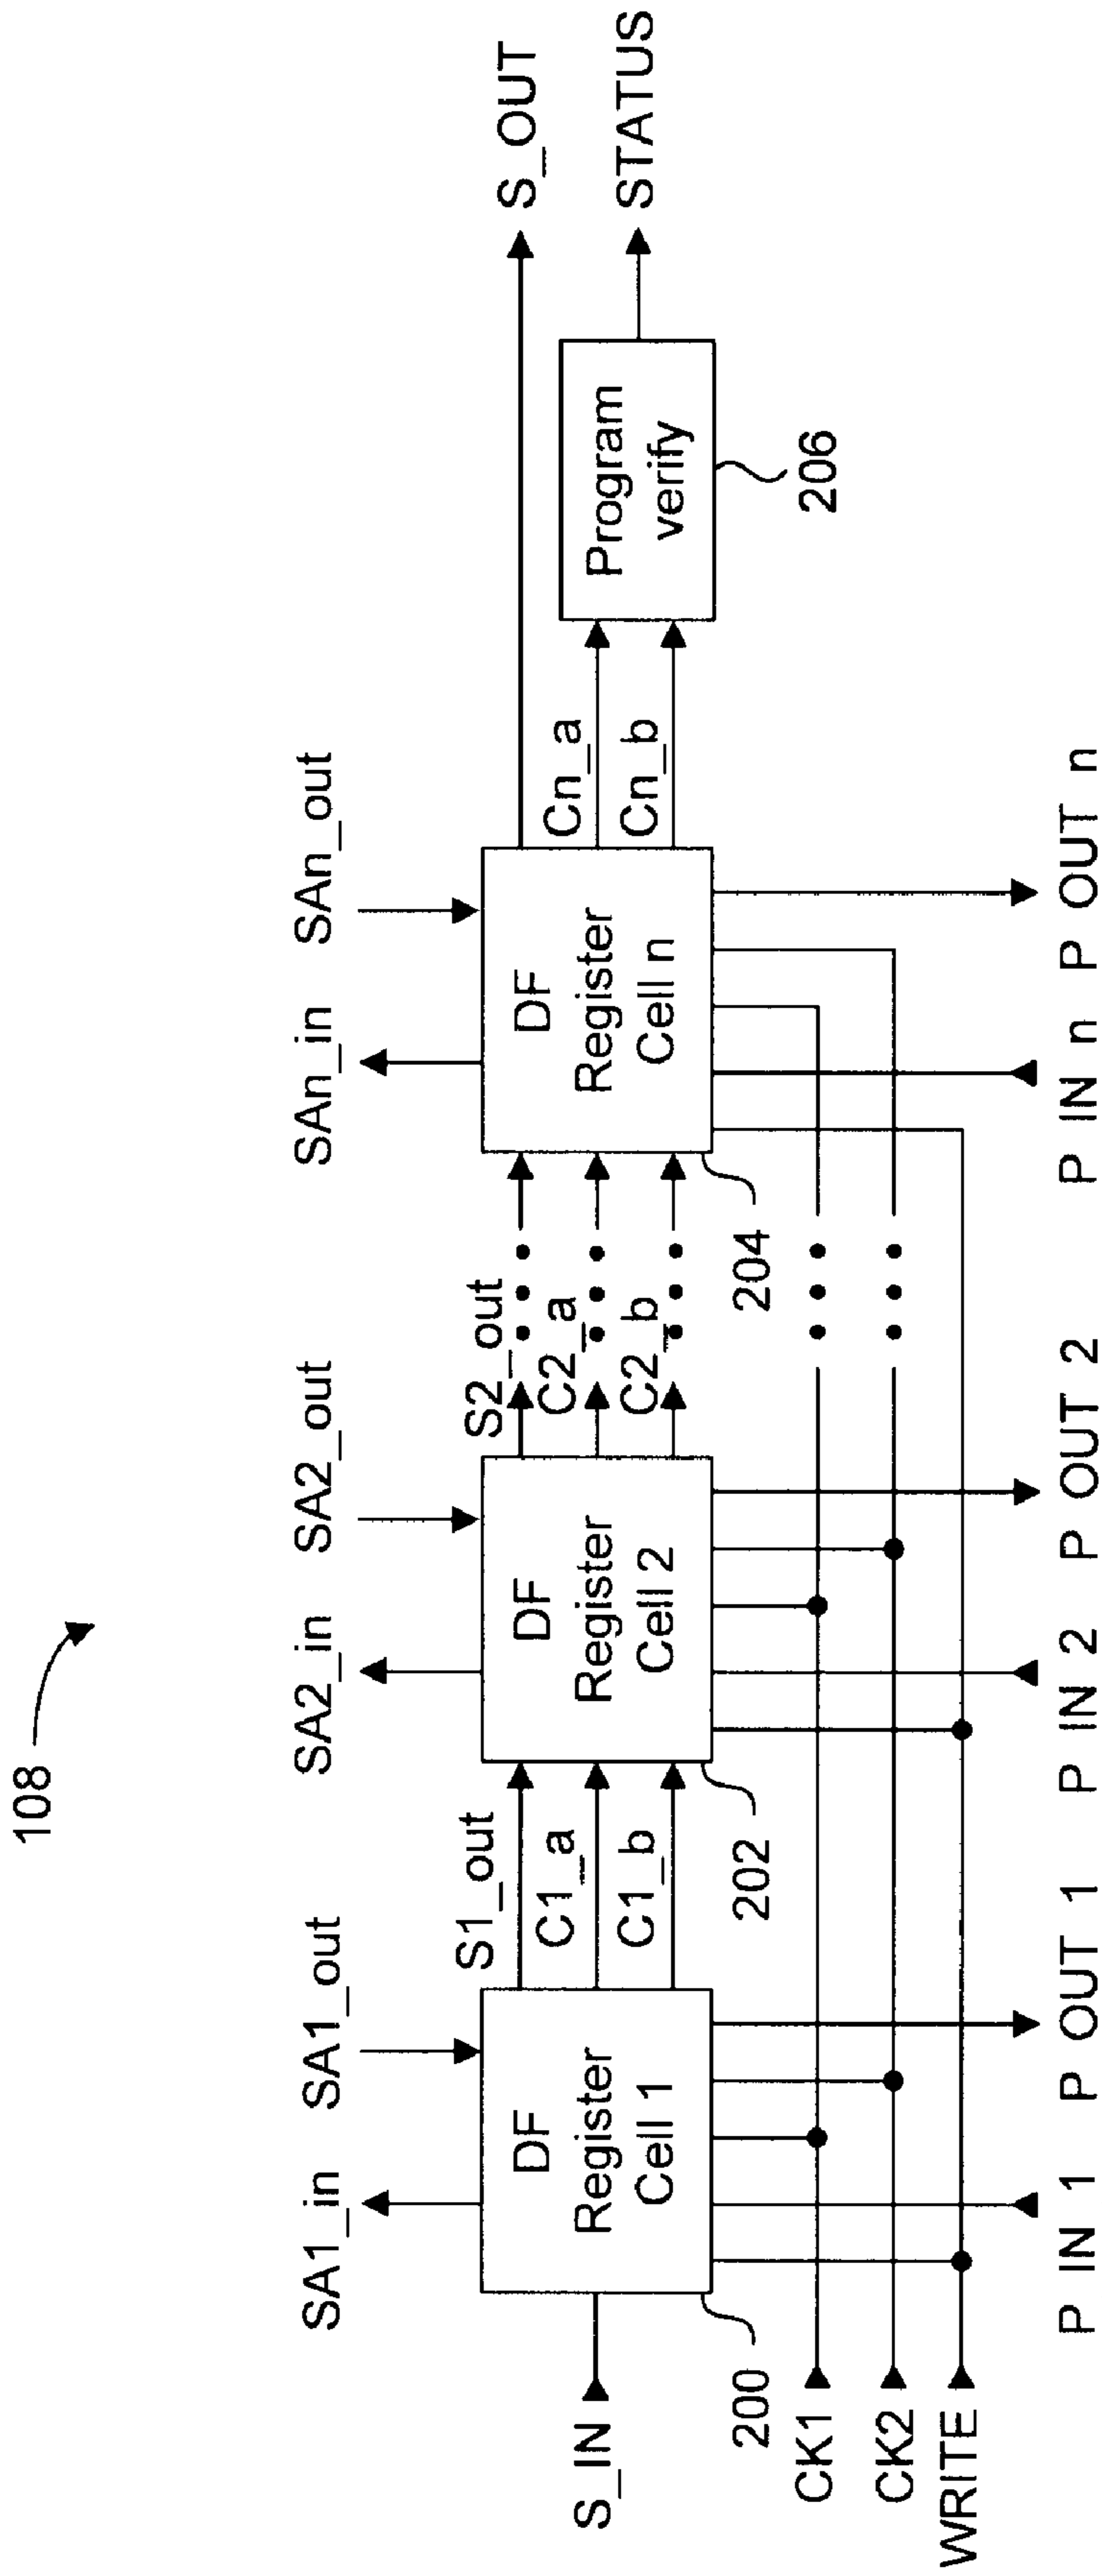 108
SA1_in
SA1_out
SA2_in
SA2_out
SAn_in
SAn_out
S_IN
DF
Register
Cell 1
S1_out
C1_a
C1_b
DF
Register
Cell 2
S2_out
C2_a
C2_b
DF
Register
Cell n
Cn_a
Cn_b
Program
verify
S_OUT
STATUS
200
202
204
206
CK1
CK2
WRITE
P IN 1
P OUT 1
P IN 2
P OUT 2
P IN n
P OUT n